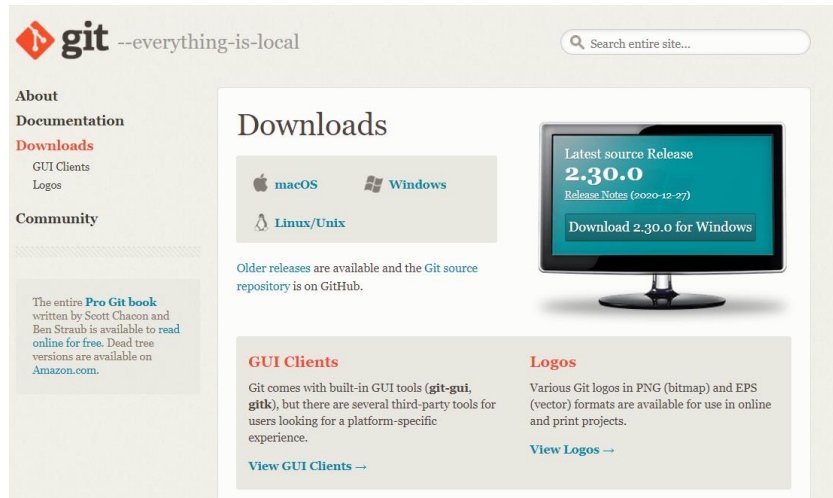 git --everything-is-local
Search entire site...
About
Documentation
Downloads
GUI Clients
Logos
Community
The entire Pro Git book
written by Scott Chacon and
Ben Straub is available to read
online for free. Dead tree
versions are available on
Amazon.com.
Downloads
macOS
Windows
Linux/Unix
Older releases are available and the Git source
repository is on GitHub.
Latest source Release
2.30.0
Release Notes (2020-12-27)
Download 2.30.0 for Windows
GUI Clients
Git comes with built-in GUI tools (git-gui,
gitk), but there are several third-party tools for
users looking for a platform-specific
experience.
View GUI Clients →
Logos
Various Git logos in PNG (bitmap) and EPS
(vector) formats are available for use in online
and print projects.
View Logos →